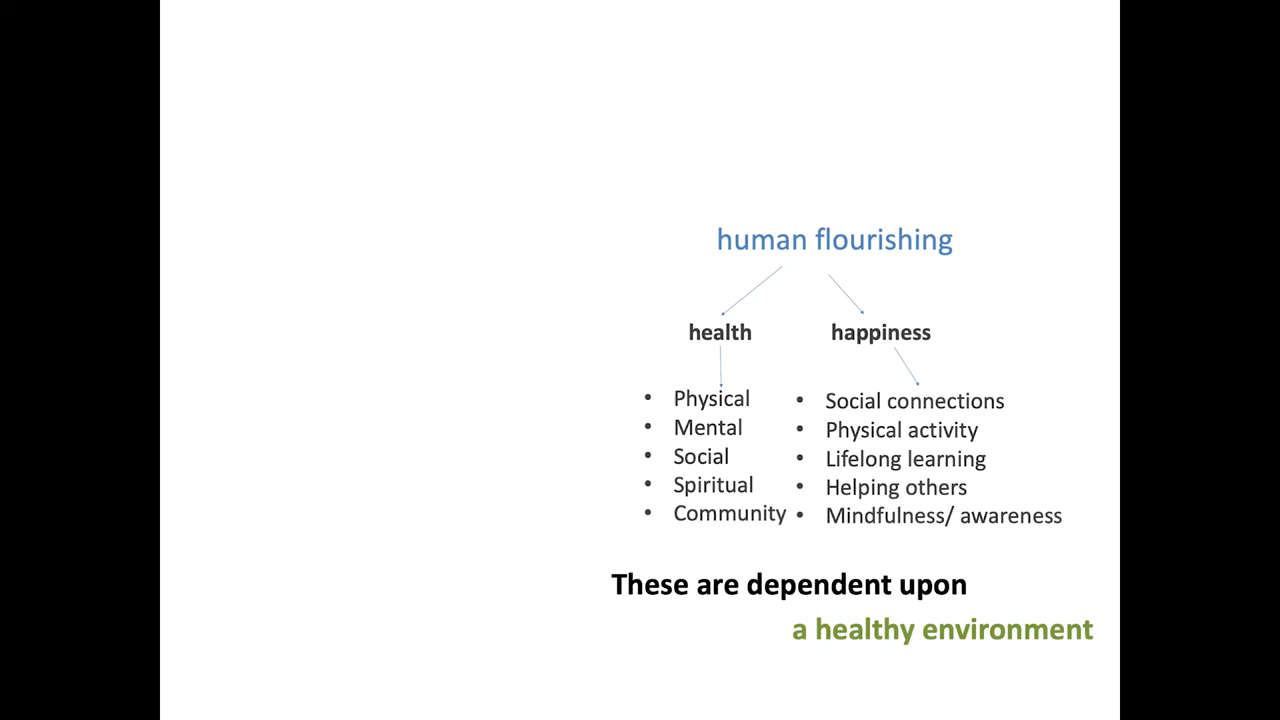 human flourishing
health
happiness
• Physical
• Mental
• Social
• Spiritual
• Community
• Social connections
• Physical activity
• Lifelong learning
• Helping others
• Mindfulness/ awareness
These are dependent upon
a healthy environment